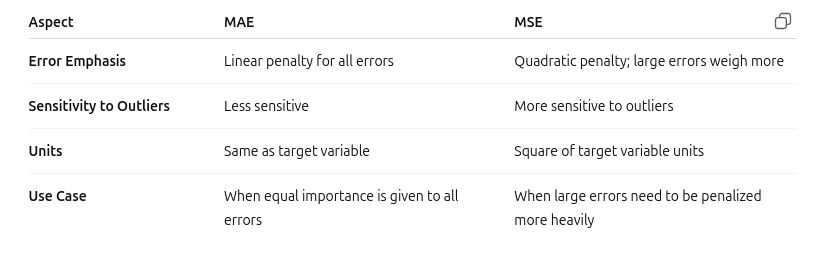 Aspect MAE MSE
Error Emphasis Linear penalty for all errors Quadratic penalty; large errors weigh more
Sensitivity to Outliers Less sensitive More sensitive to outliers
Units Same as target variable Square of target variable units
Use Case When equal importance is given to all When large errors need to be penalized
errors more heavily